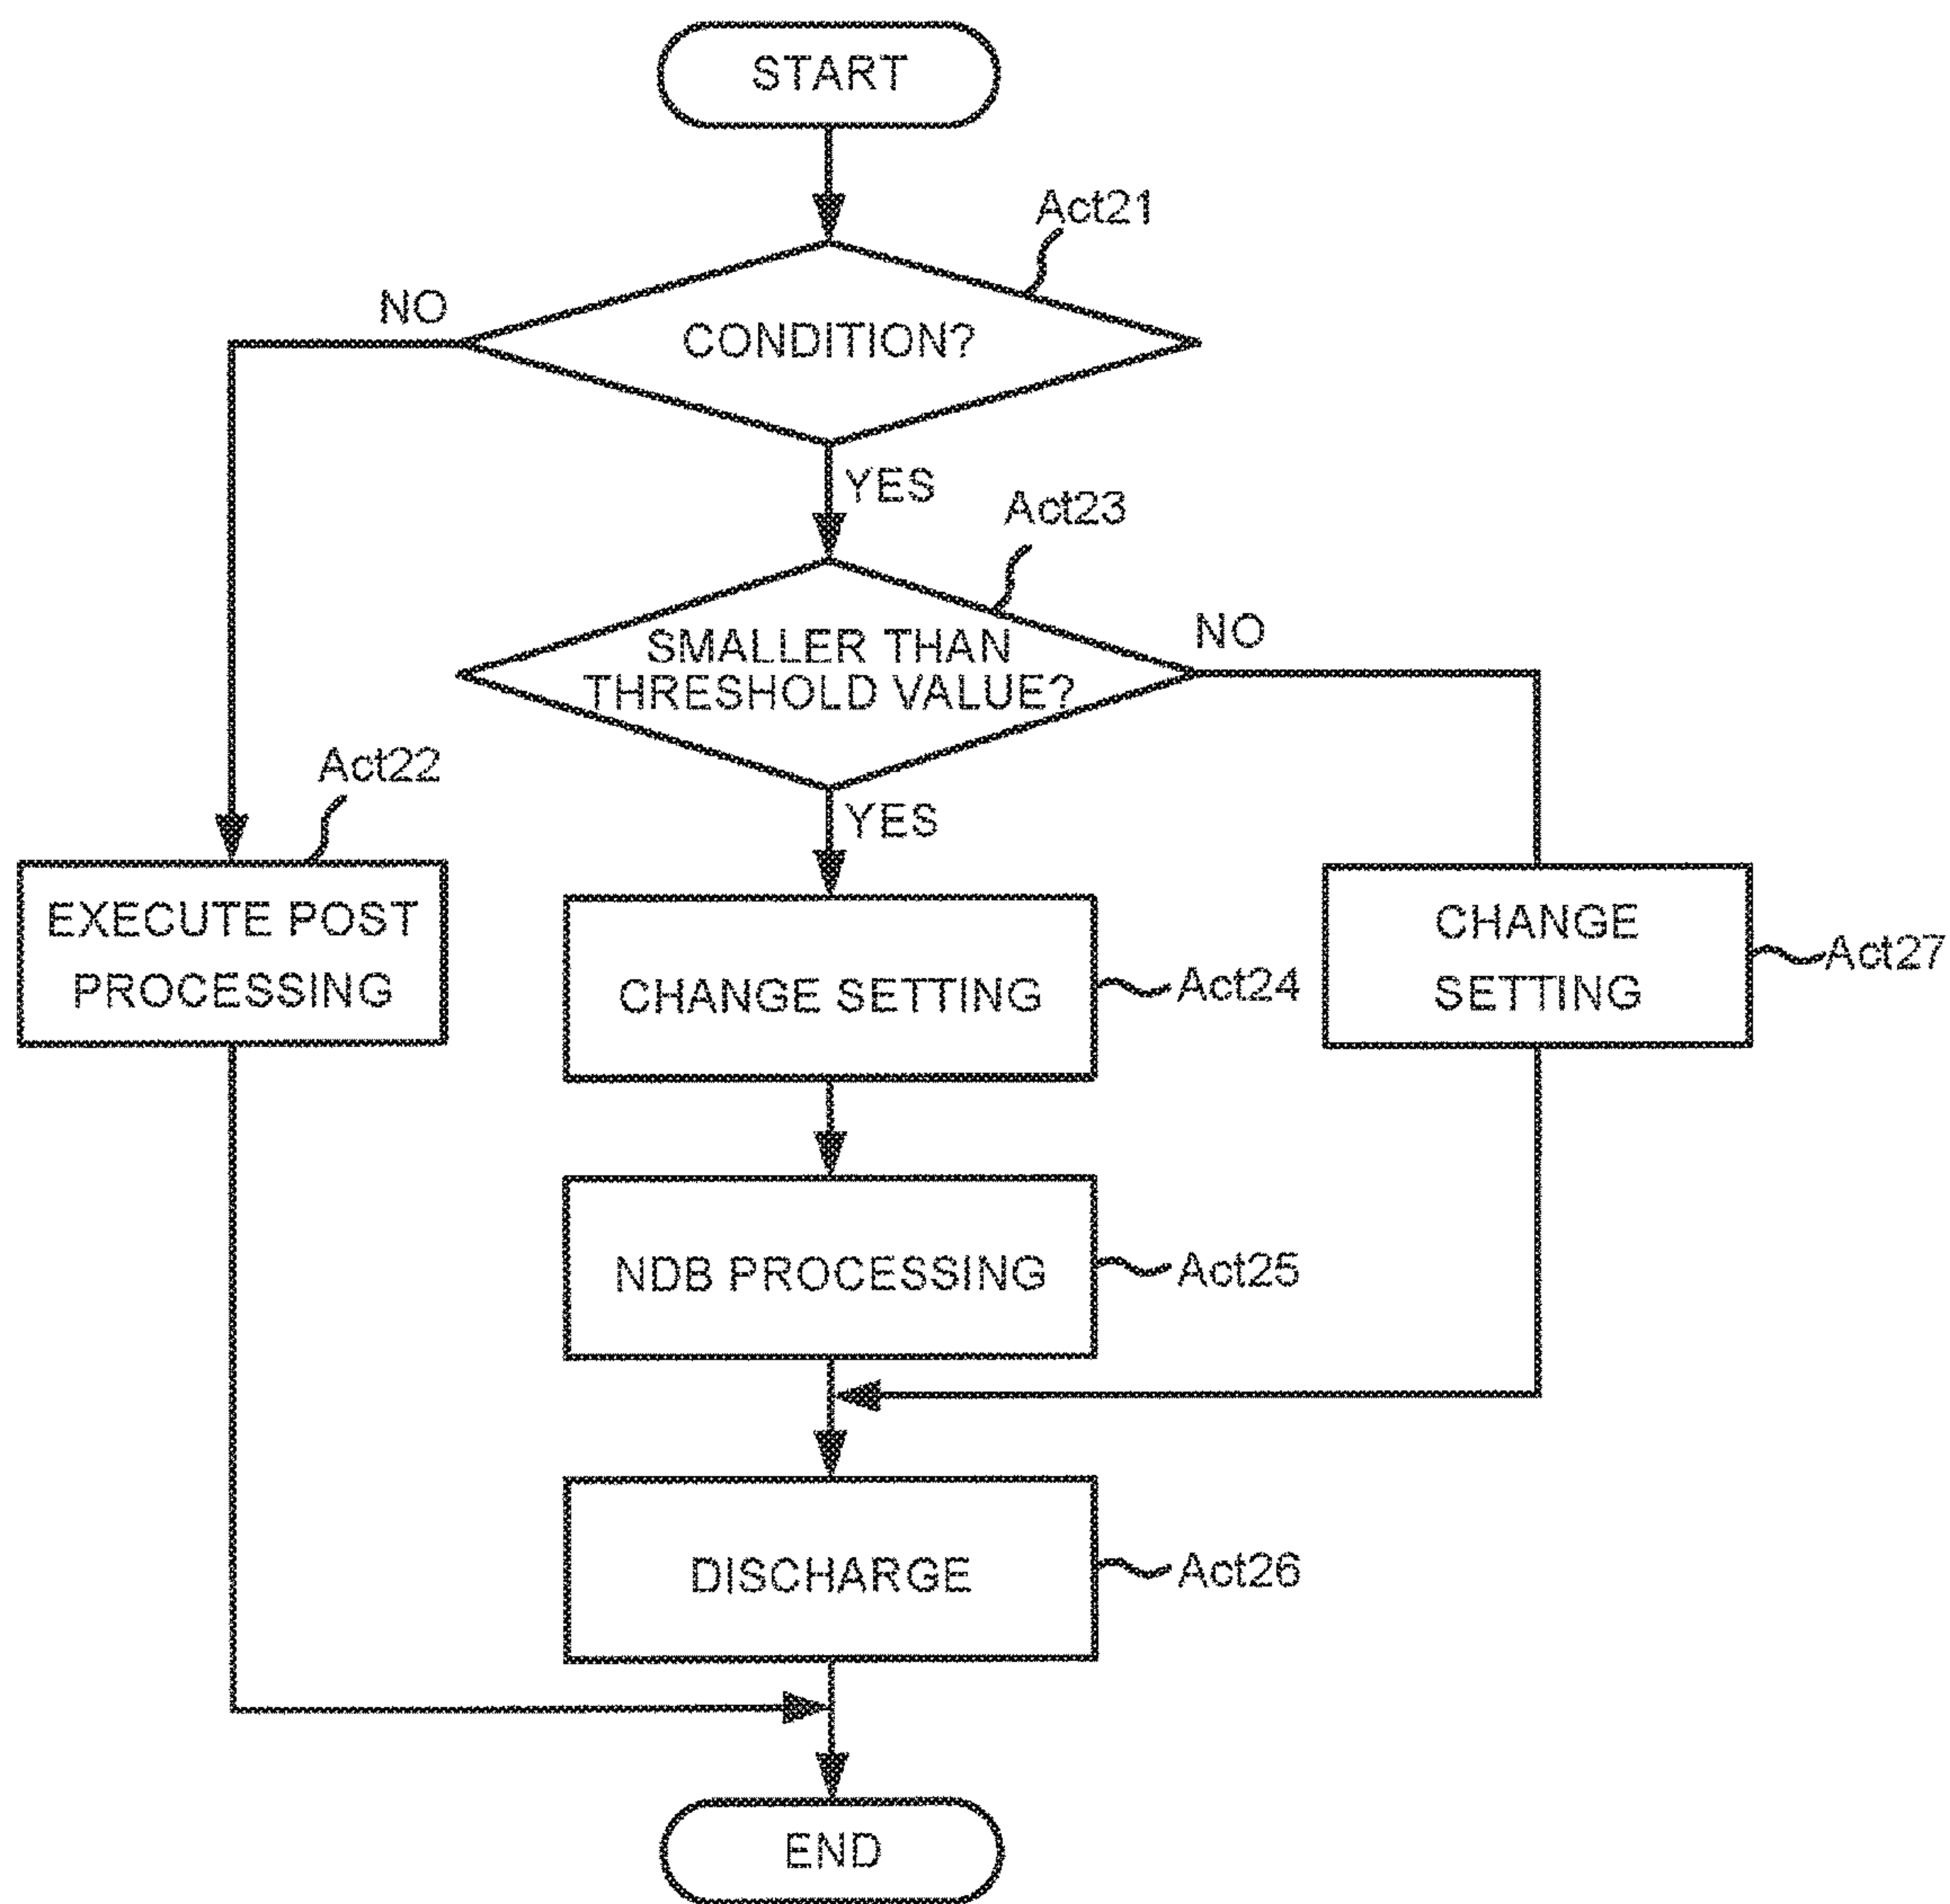 START
Act21
NO
CONDITION?
YES
Act23
NO
SMALLER THAN
THRESHOLD VALUE?
Act22
YES
EXECUTE POST
PROCESSING
CHANGE SETTING
Act24
CHANGE
SETTING
Act27
NDB PROCESSING
Act25
DISCHARGE
Act26
END